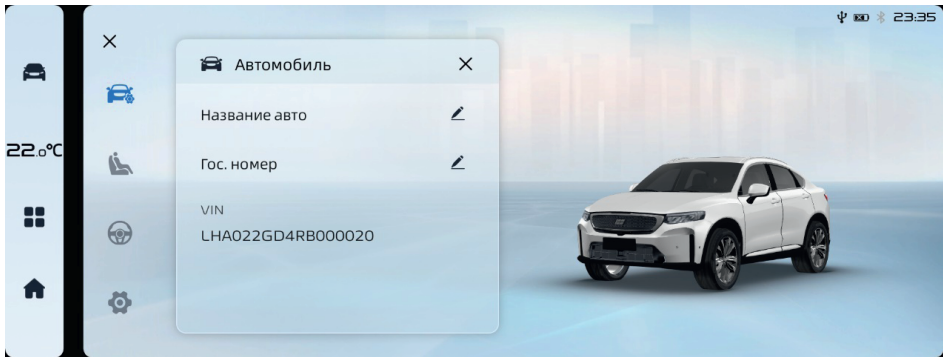 23:35
22.0°C
Автомобиль
Название авто
Гос. номер
VIN
LHA022GD4RB000020